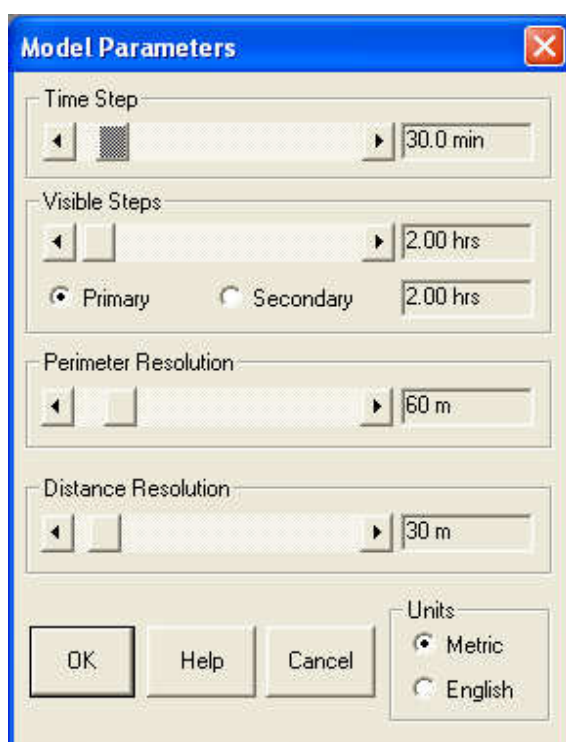 Model Parameters
Time Step
30.0 min
Visible Steps
2.00 hrs
Primary Secondary 2.00 hrs
Perimeter Resolution
60 m
Distance Resolution
30 m
Units
Metric
OK Help Cancel
English